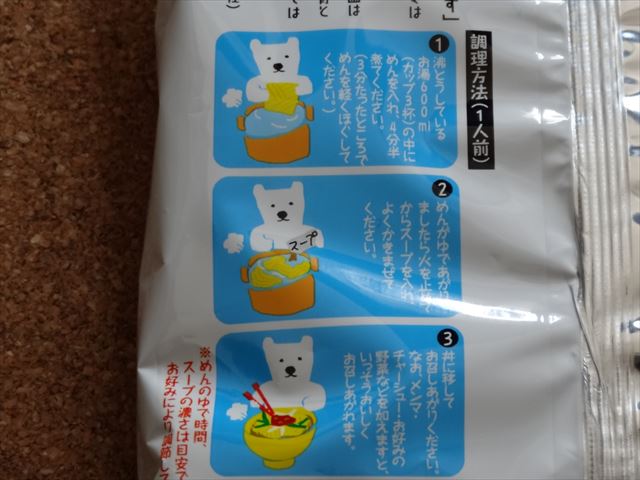 す」
調理方法(1人前)
1
沸とうしている
お湯600ml
(カップ3杯)の中に
めんを入れ、4分半
煮てください。
(3分たったところで
めんを軽くほぐして
ください。)
2
めんがゆであがり
ましたら火を止めて
からスープを入れ、
よくかきまぜて
ください。
スープ
3
丼に移して
お召しあがりください。
なお、メンマ
チャーシュー、お好みの
野菜などを加えますと、
いっそうおいしく
お召しあがれます。
※めんのゆで時間、
スープの濃さは目安で
お好みにより調節して